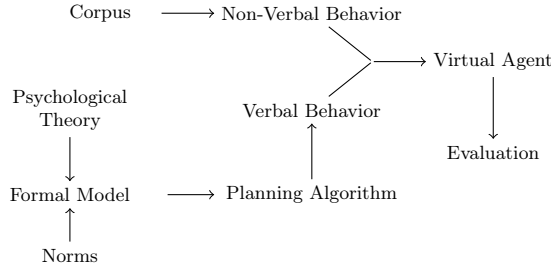 Corpus
Non-Verbal Behavior
Virtual Agent
Psychological
Theory
Verbal Behavior
Evaluation
Formal Model
Planning Algorithm
Norms